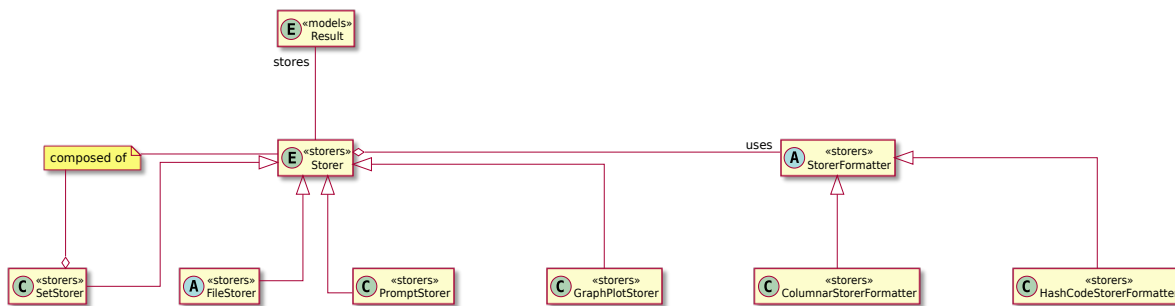 E «models»
Result
stores
composed of
E «storers»
Storer
uses
A «storers»
StorerFormatter
C «storers»
SetStorer
A «storers»
FileStorer
C «storers»
PromptStorer
C «storers»
GraphPlotStorer
C «storers»
ColumnarStorerFormatter
C «storers»
HashCodeStorerFormatter